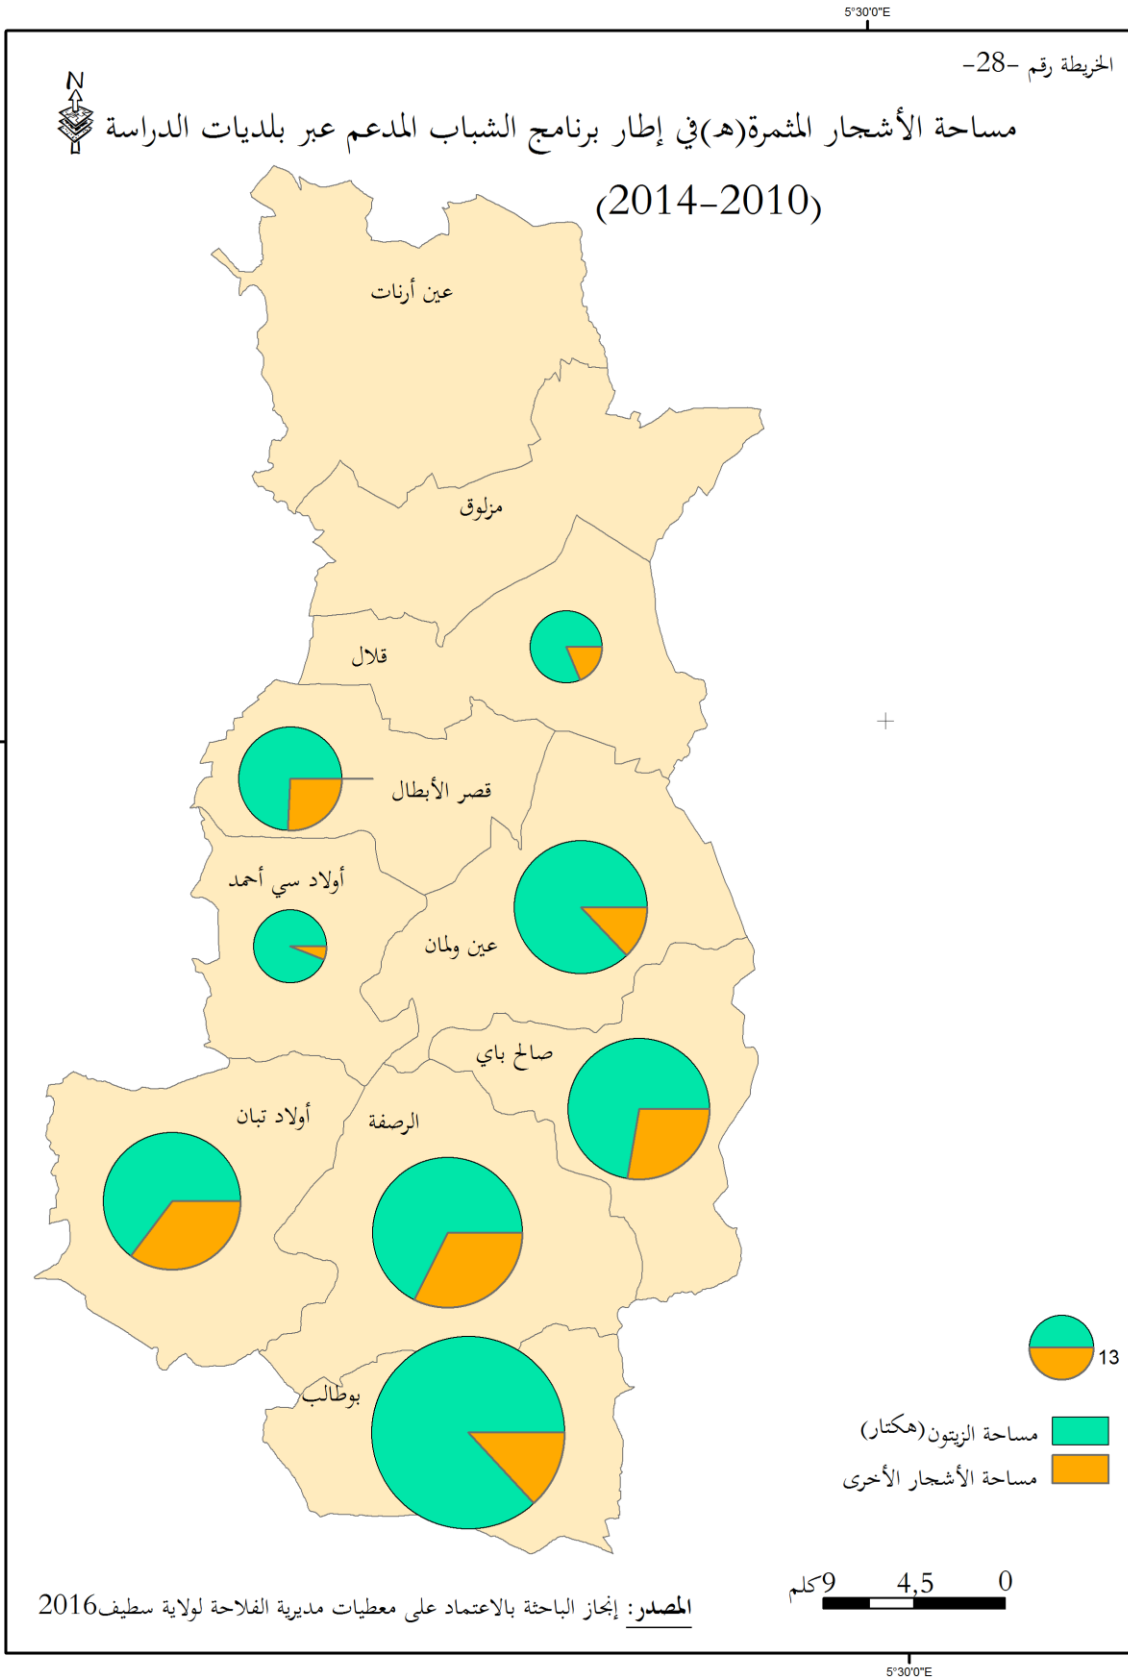 5°30'0"E
الخريطة رقم -28-
N
مساحة الأشجار المثمرة(ه)في إطار برنامج الشباب المدعم عبر بلديات الدراسة
(2010-2014)
عين أرنات
مزلوق
قلال
قصر الأبطال
أولاد سي أحمد
عين ولمان
صالح باي
أولاد تبان
الرصفة
بوطالب
13
مساحة الزيتون(هكتار)
مساحة الأشجار الأخرى
0 4,5 9كلم
المصدر: إنجاز الباحثة بالاعتماد على معطيات مديرية الفلاحة لولاية سطيف2016
5°30'0"E